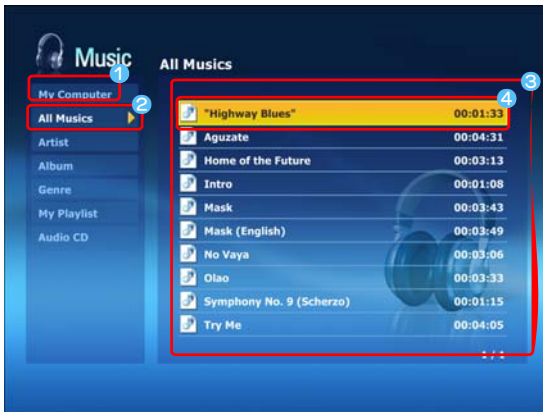 Music
All Musics
1
My Computer
2
All Musics
Artist
Album
Genre
My Playlist
Audio CD
3
4
"Highway Blues" 00:01:33
Aguzate 00:04:31
Home of the Future 00:03:13
Intro 00:01:08
Mask 00:03:43
Mask (English) 00:03:49
No Vaya 00:03:06
Olao 00:03:33
Symphony No. 9 (Scherzo) 00:01:15
Try Me 00:04:05
1 / 1